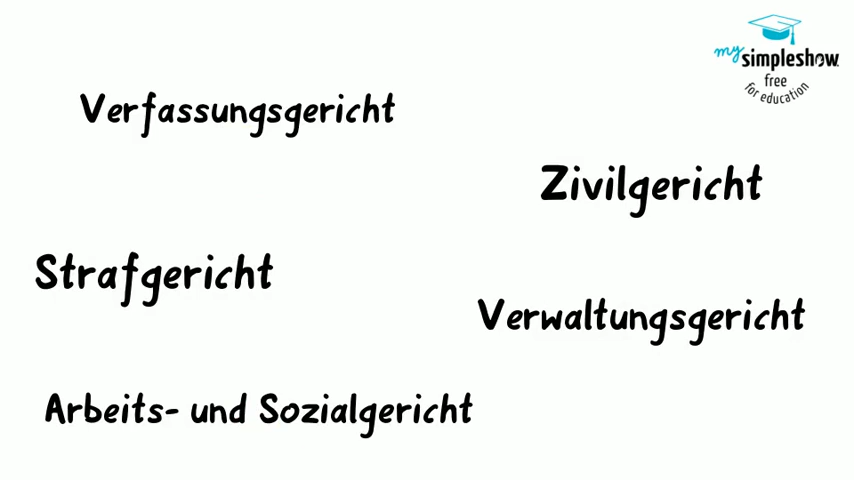 my
simpleshow
free
for education
Verfassungsgericht
Zivilgericht
Strafgericht
Verwaltungsgericht
Arbeits- und Sozialgericht